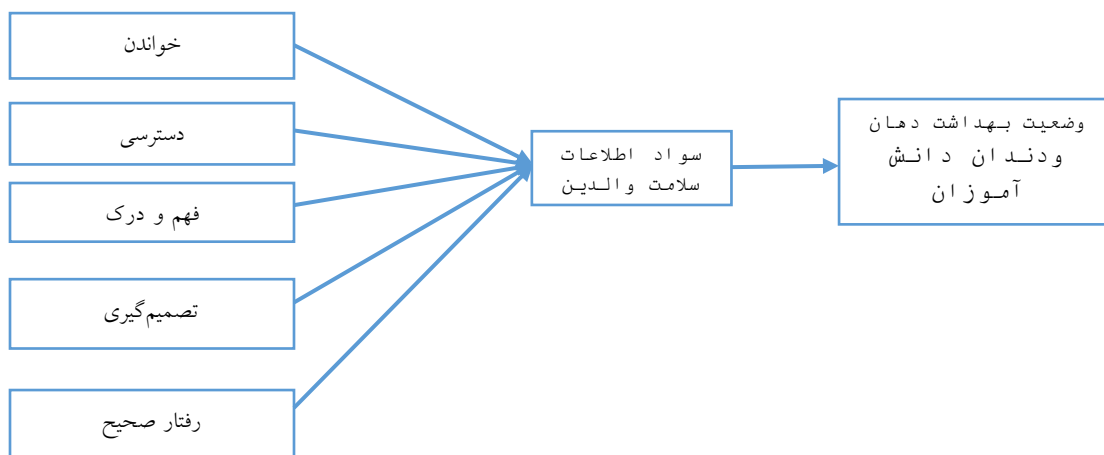 خواندن
دسترسی
فهم و درک
تصمیم‌گیری
رفتار صحیح
سواد اطلاعات
سلامت والدین
وضعیت بهداشت دهان
ودندان دانش
آموزان